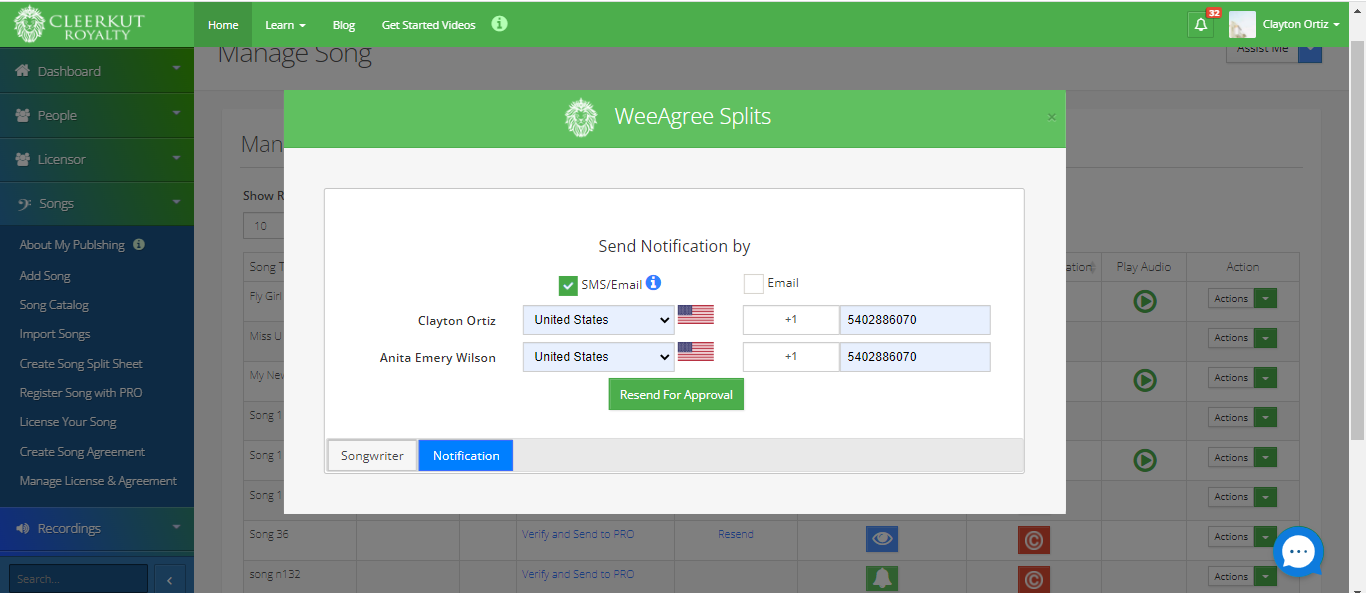 CLEERKUT
ROYALTY
Home
Learn
Blog
Get Started Videos
32
Clayton Ortiz
Manage Song
Assist Me
Dashboard
People
Licensor
Songs
About My Publshing
Add Song
Song Catalog
Import Songs
Create Song Split Sheet
Register Song with PRO
License Your Song
Create Song Agreement
Manage License & Agreement
Recordings
Search...
WeeAgree Splits
×
Man
Show R
10
Send Notification by
SMS/Email
Email
Clayton Ortiz
United States
+1
5402886070
Anita Emery Wilson
United States
+1
5402886070
Resend For Approval
Songwriter
Notification
Song T
ation
Play Audio
Action
Fly Girl
Actions
Miss U
Actions
My New
Actions
Song 1
Actions
Song 1
Actions
Song 1
Actions
Song 36
Verify and Send to PRO
Resend
Actions
song n132
Verify and Send to PRO
Actions